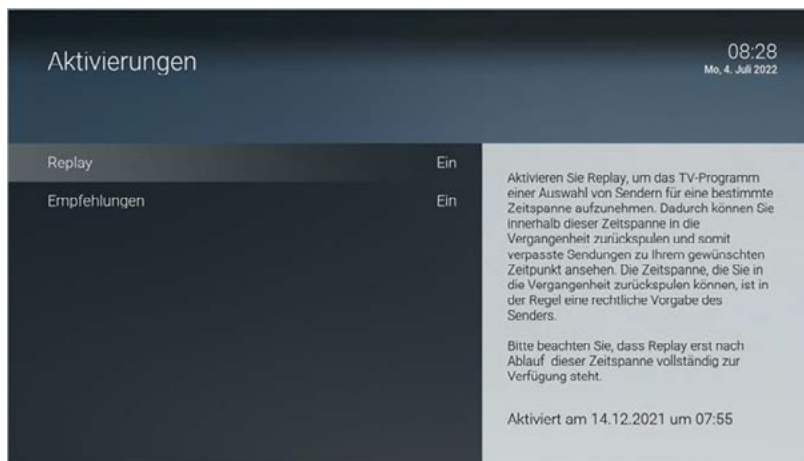 Aktivierungen
08:28
Mo, 4. Juli 2022
Replay Ein
Empfehlungen Ein
Aktivieren Sie Replay, um das TV-Programm
einer Auswahl von Sendern für eine bestimmte
Zeitspanne aufzunehmen. Dadurch können Sie
innerhalb dieser Zeitspanne in die
Vergangenheit zurückspulen und somit
verpasste Sendungen zu Ihrem gewünschten
Zeitpunkt ansehen. Die Zeitspanne, die Sie in
die Vergangenheit zurückspulen können, ist in
der Regel eine rechtliche Vorgabe des
Senders.
Bitte beachten Sie, dass Replay erst nach
Ablauf dieser Zeitspanne vollständig zur
Verfügung steht.
Aktiviert am 14.12.2021 um 07:55